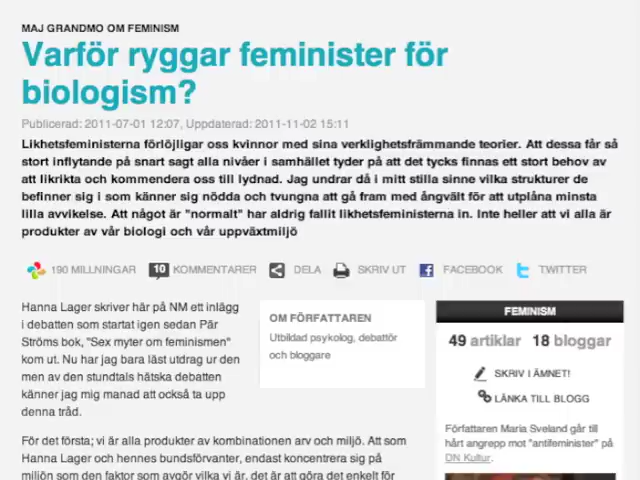 MAJ GRANDMO OM FEMINISM
Varför ryggar feminister för
biologism?
Publicerad: 2011-07-01 12:07, Uppdaterad: 2011-11-02 15:11
Likhetsfeministerna förlöjligar oss kvinnor med sina verklighetsfrämmande teorier. Att dessa får så
stort inflytande på snart sagt alla nivåer i samhället tyder på att det tycks finnas ett stort behov av
att likrikta och kommendera oss till lydnad. Jag undrar då i mitt stilla sinne vilka strukturer de
befinner sig i som känner sig nödda och tvungna att gå fram med ångvält för att utplåna minsta
lilla avvikelse. Att något är "normalt" har aldrig fallit likhetsfeministerna in. Inte heller att vi alla är
produkter av vår biologi och vår uppväxtmiljö
190 MILLNINGAR 10 KOMMENTARER DELA SKRIV UT FACEBOOK TWITTER
Hanna Lager skriver här på NM ett inlägg
i debatten som startat igen sedan Pär
Ströms bok, "Sex myter om feminismen"
kom ut. Nu har jag bara läst utdrag ur den
men av den stundtals hätska debatten
känner jag mig manad att också ta upp
denna tråd.
För det första; vi är alla produkter av kombinationen arv och miljö. Att som
Hanna Lager och hennes bundsförvanter, endast koncentrera sig på
miljön som den faktor som avgör vilka vi är, det är att göra det enkelt för
OM FÖRFATTAREN
Utbildad psykolog, debattör
och bloggare
FEMINISM
49 artiklar 18 bloggar
SKRIV I ÄMNET!
LÄNKA TILL BLOGG
Författaren Maria Sveland går till
hårt angrepp mot "antifeminister" på
DN Kultur.